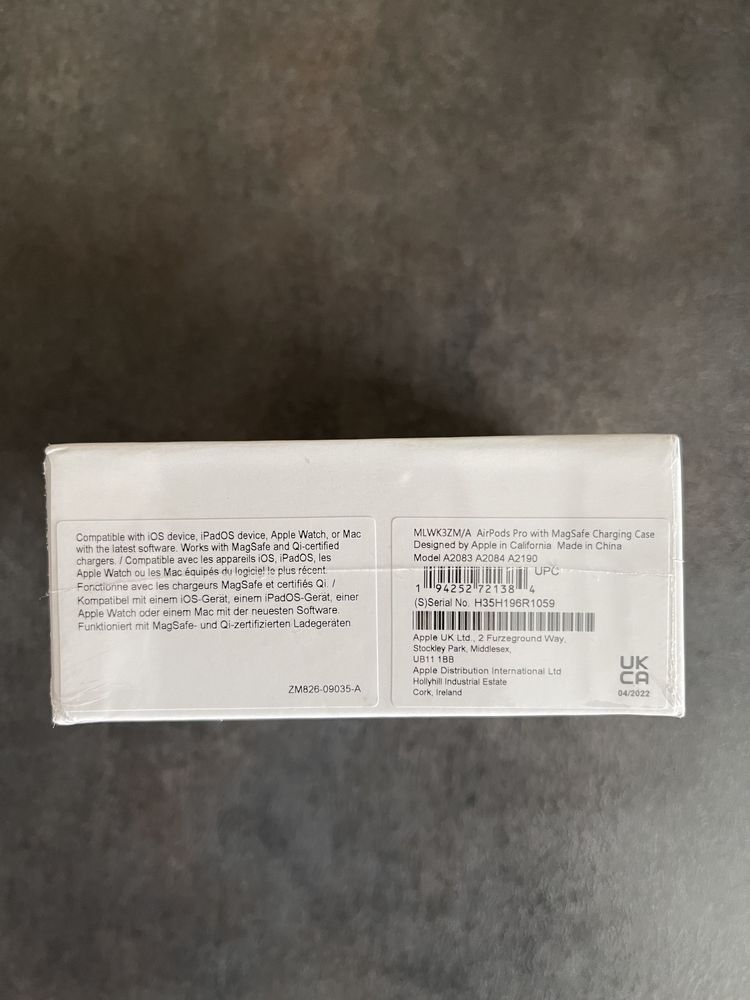 Compatible with iOS device, iPadOS device, Apple Watch, or Mac
with the latest software. Works with MagSafe and Qi-certified
chargers. / Compatible avec les appareils iOS, iPadOS, les
Apple Watch ou les Mac équipés du logiciel le plus récent.
Fonctionne avec les chargeurs MagSafe et certifiés Qi. /
Kompatibel mit einem iOS-Gerät, einem iPadOS-Gerät, einer
Apple Watch oder einem Mac mit der neuesten Software.
Funktioniert mit MagSafe- und Qi-zertifizierten Ladegeräten
ZM826-09035-A
MLWK3ZM/A AirPods Pro with MagSafe Charging Case
Designed by Apple in California Made in China
Model A2083 A2084 A2190
UPC
1 94252 72138 4
(S)Serial No. H35H196R1059
Apple UK Ltd., 2 Furzeground Way,
Stockley Park, Middlesex,
UB11 1BB
Apple Distribution International Ltd
Hollyhill Industrial Estate
Cork, Ireland
UK
CA
04/2022